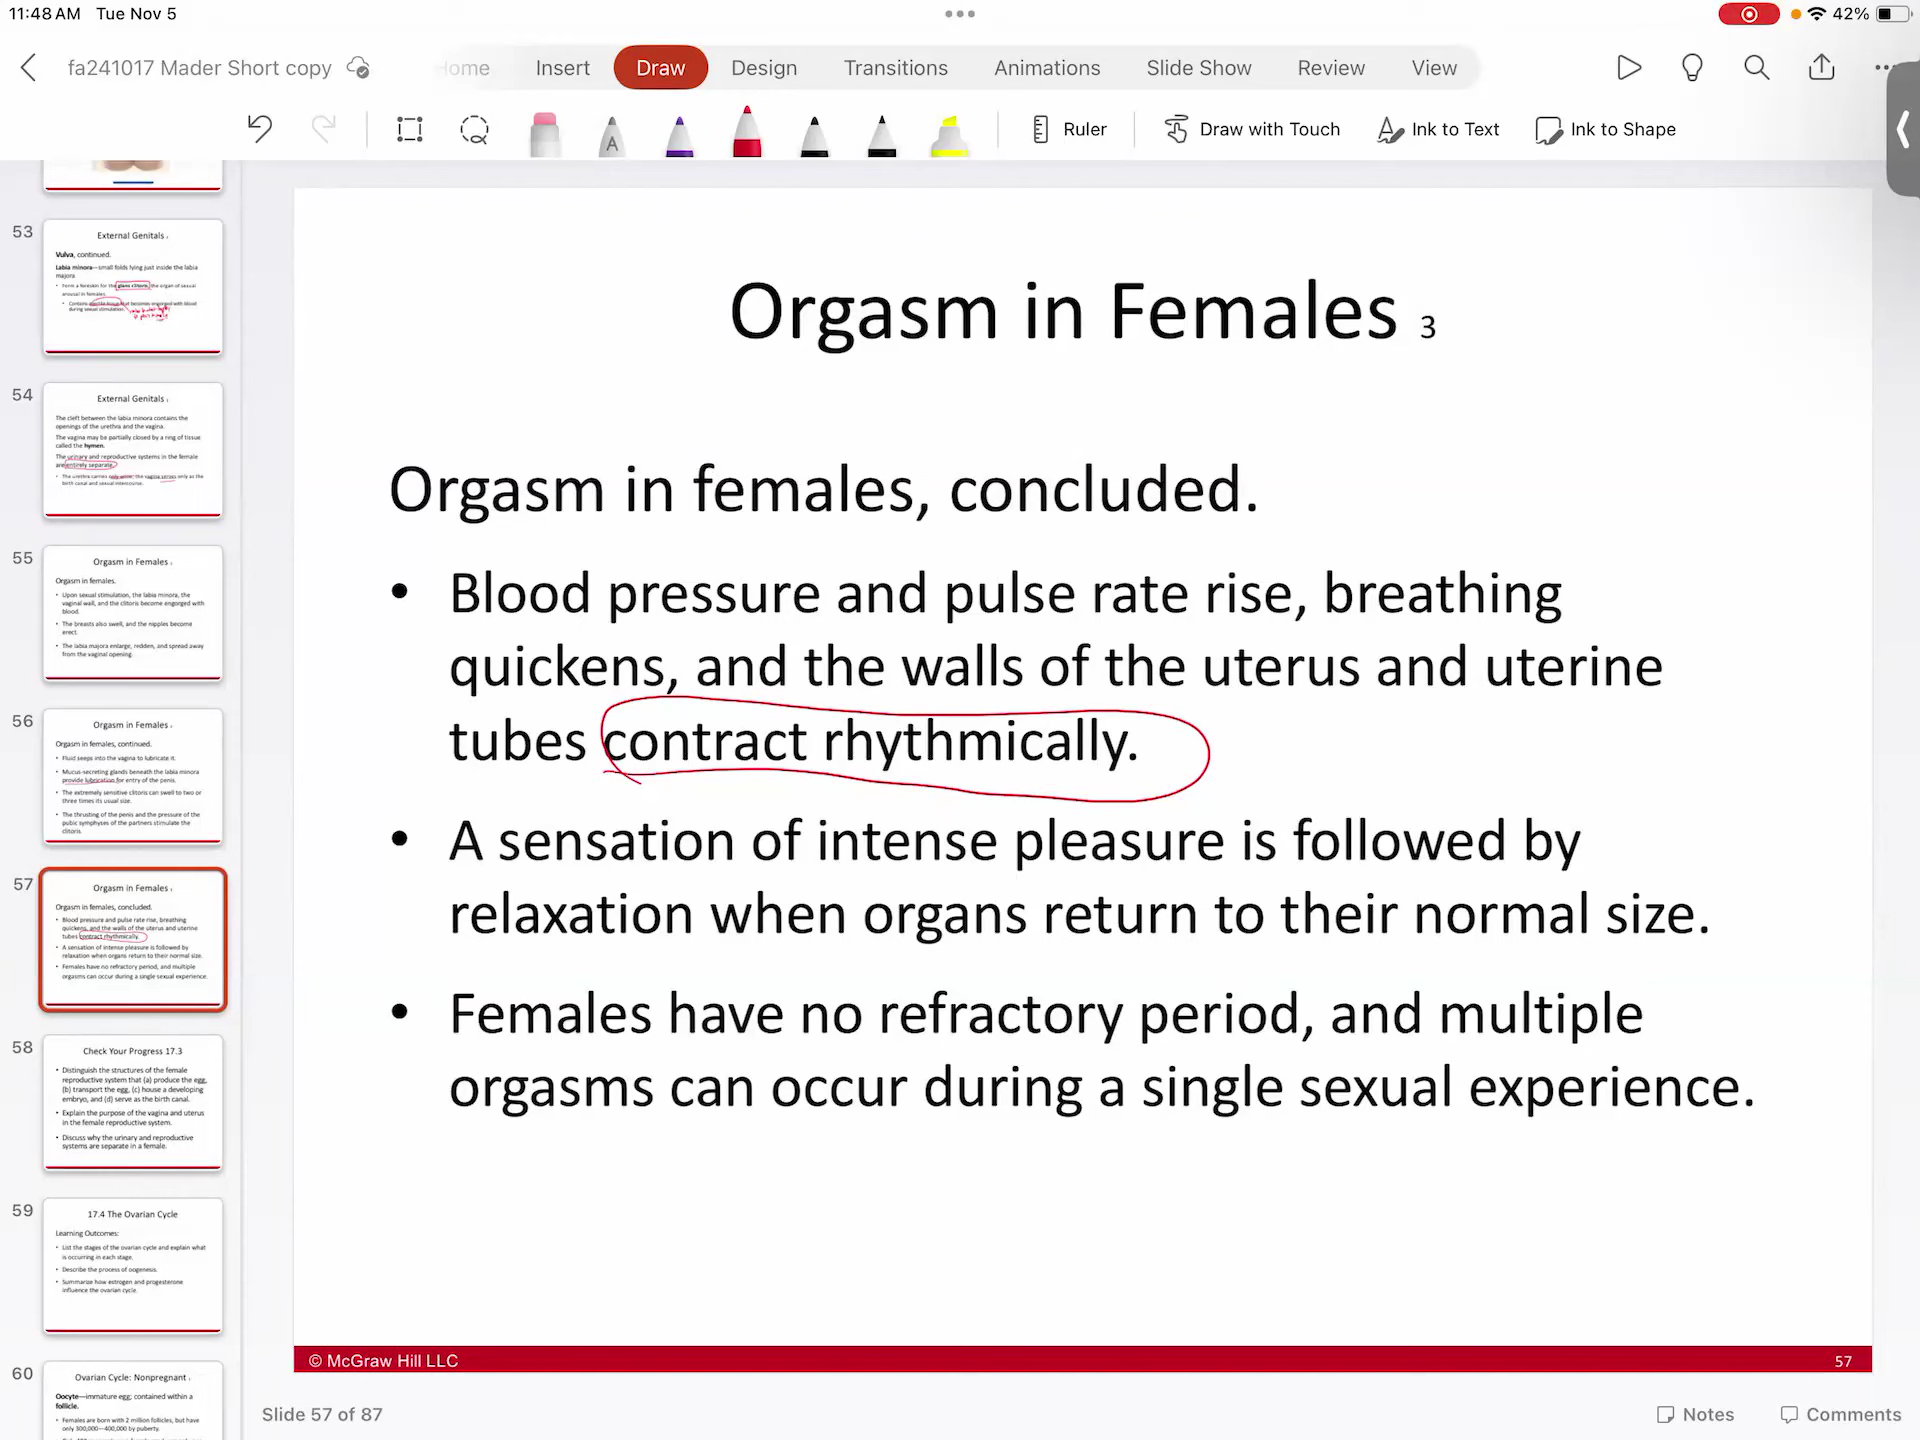 11:48 AM Tue Nov 5
42%
fa241017 Mader Short copy
Home Insert Draw Design Transitions Animations Slide Show Review View
A
Ruler Draw with Touch Ink to Text Ink to Shape
53
External Genitals
Vulva, continued.
Labia minora—small folds lying just inside the labia
majora
• Form a foreskin for the glans clitoris, the organ of sexual
arousal in females.
• Contains erectile tissue that becomes engorged with blood
during sexual stimulation.
54
External Genitals
The cleft between the labia minora contains the
openings of the urethra and the vagina.
The vagina may be partially closed by a ring of tissue
called the hymen.
The urinary and reproductive systems in the female
are entirely separate.
• The urethra carries only urine; the vagina serves only as the
birth canal and sexual intercourse.
55
Orgasm in Females
Orgasm in females.
• Upon sexual stimulation, the labia minora, the
vaginal wall, and the clitoris become engorged with
blood.
• The breasts also swell, and the nipples become
erect.
• The labia majora enlarge, redden, and spread away
from the vaginal opening.
56
Orgasm in Females
Orgasm in females, continued.
• Fluid seeps into the vagina to lubricate it.
• Mucus-secreting glands beneath the labia minora
provide lubrication for entry of the penis.
• The extremely sensitive clitoris can swell to two or
three times its usual size.
• The thrusting of the penis and the pressure of the
pubic symphyses of the partners stimulate the
clitoris.
57
Orgasm in Females
Orgasm in females, concluded.
• Blood pressure and pulse rate rise, breathing
quickens, and the walls of the uterus and uterine
tubes contract rhythmically.
• A sensation of intense pleasure is followed by
relaxation when organs return to their normal size.
• Females have no refractory period, and multiple
orgasms can occur during a single sexual experience.
58
Check Your Progress 17.3
• Distinguish the structures of the female
reproductive system that (a) produce the egg,
(b) transport the egg, (c) house a developing
embryo, and (d) serve as the birth canal.
• Explain the purpose of the vagina and uterus
in the female reproductive system.
• Discuss why the urinary and reproductive
systems are separate in a female.
59
17.4 The Ovarian Cycle
Learning Outcomes:
• List the stages of the ovarian cycle and explain what
is occurring in each stage.
• Describe the process of oogenesis.
• Summarize how estrogen and progesterone
influence the ovarian cycle.
60
Ovarian Cycle: Nonpregnant
Oocyte—immature egg; contained within a
follicle.
• Females are born with 2 million follicles, but have
only 300,000—400,000 by puberty.
Orgasm in Females 3
Orgasm in females, concluded.
• Blood pressure and pulse rate rise, breathing
quickens, and the walls of the uterus and uterine
tubes contract rhythmically.
• A sensation of intense pleasure is followed by
relaxation when organs return to their normal size.
• Females have no refractory period, and multiple
orgasms can occur during a single sexual experience.
© McGraw Hill LLC
57
Slide 57 of 87
Notes Comments